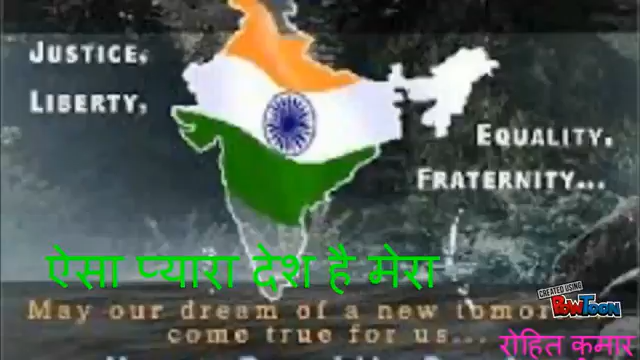 JUSTICE,
LIBERTY,
EQUALITY,
FRATERNITY...
ऐसा प्यारा देश है मेरा
May our dream of a new tomor
come true for us...
CREATED USING
POWTOON
रोहित कुमार